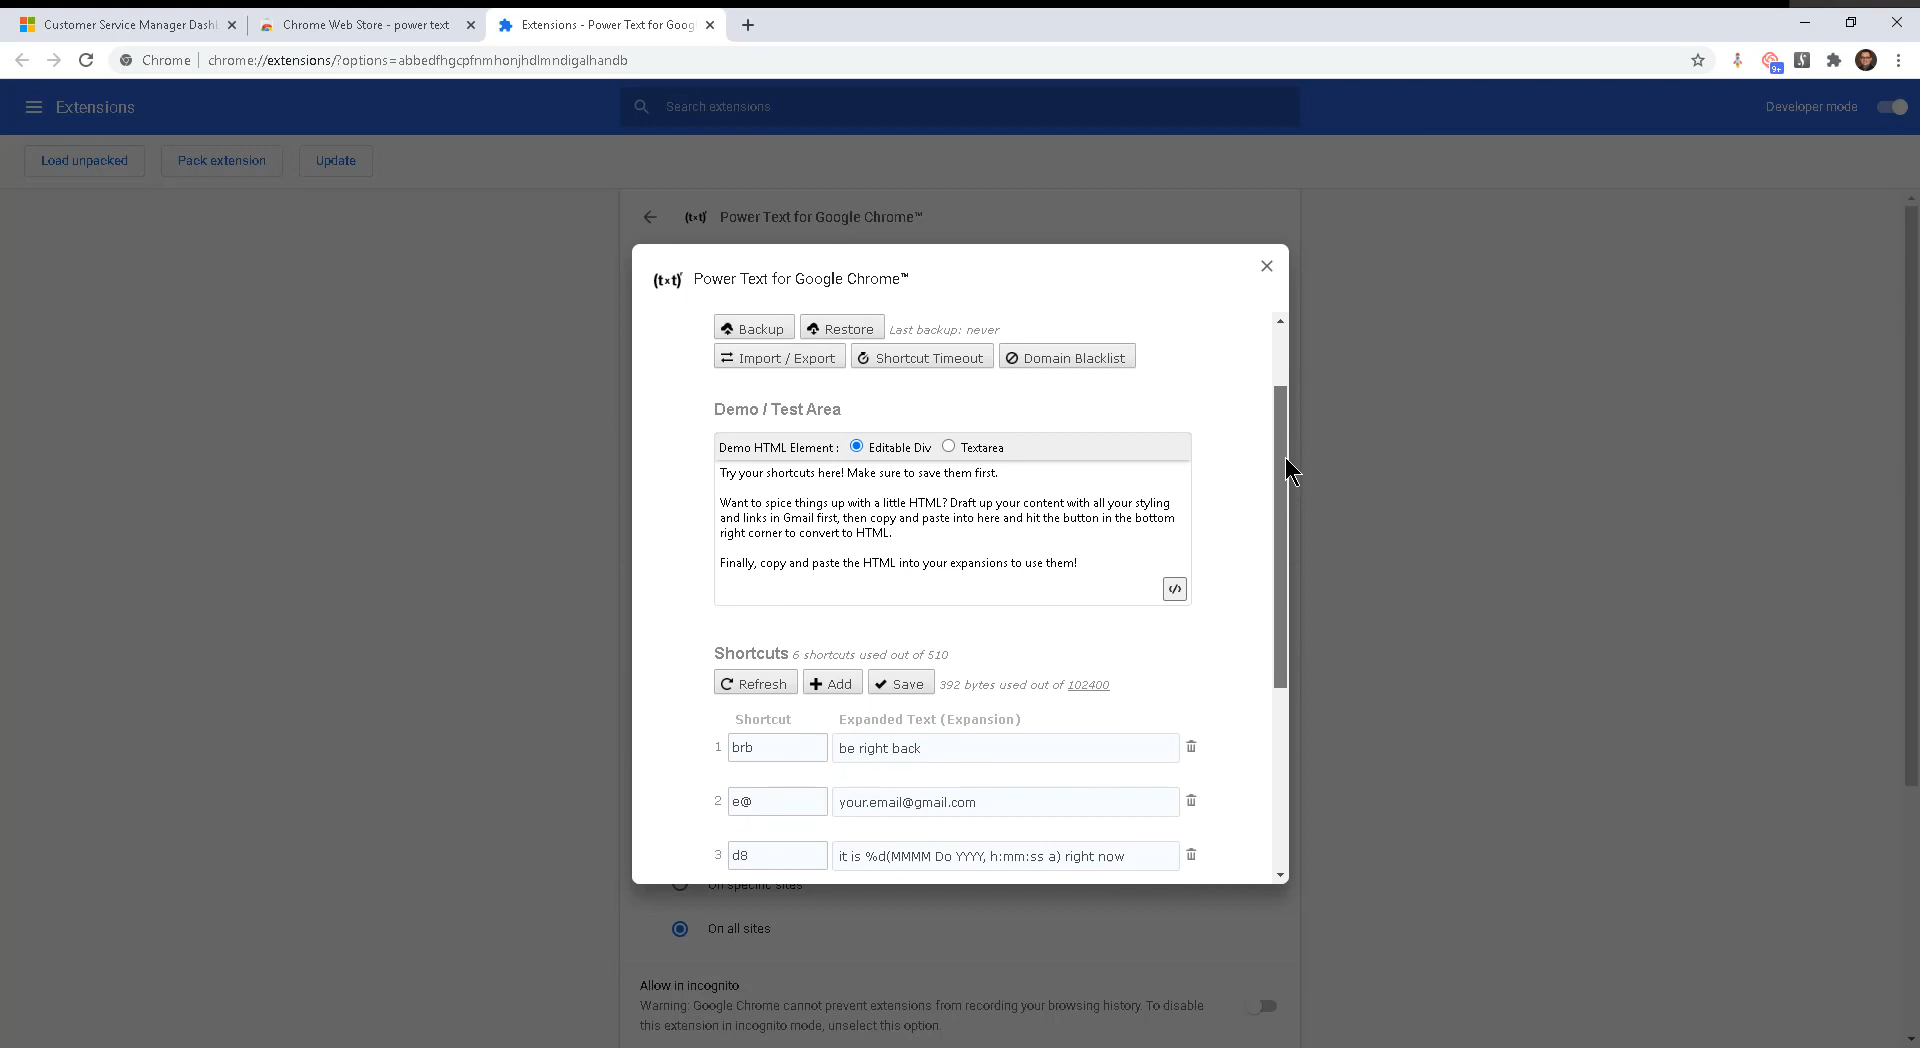 Customer Service Manager Dash
Chrome Web Store - power text
Extensions - Power Text for Goog
Chrome
chrome://extensions/?options=abbedfhgcpfnmhonjhdlmndigalhandb
9+
Extensions
Search extensions
Developer mode
Load unpacked
Pack extension
Update
(txt)
Power Text for Google Chrome™
(txt)
Power Text for Google Chrome™
Backup
Restore
Last backup: never
Import / Export
Shortcut Timeout
Domain Blacklist
Demo / Test Area
Demo HTML Element :
Editable Div
Textarea
Try your shortcuts here! Make sure to save them first.
Want to spice things up with a little HTML? Draft up your content with all your styling
and links in Gmail first, then copy and paste into here and hit the button in the bottom
right corner to convert to HTML.
Finally, copy and paste the HTML into your expansions to use them!
Shortcuts 6 shortcuts used out of 510
Refresh
Add
Save
392 bytes used out of 102400
Shortcut
Expanded Text (Expansion)
1 brb be right back
2 e@ your.email@gmail.com
3 d8 it is %d(MMMM Do YYYY, h:mm:ss a) right now
On specific sites
On all sites
Allow in incognito
Warning: Google Chrome cannot prevent extensions from recording your browsing history. To disable
this extension in incognito mode, unselect this option.